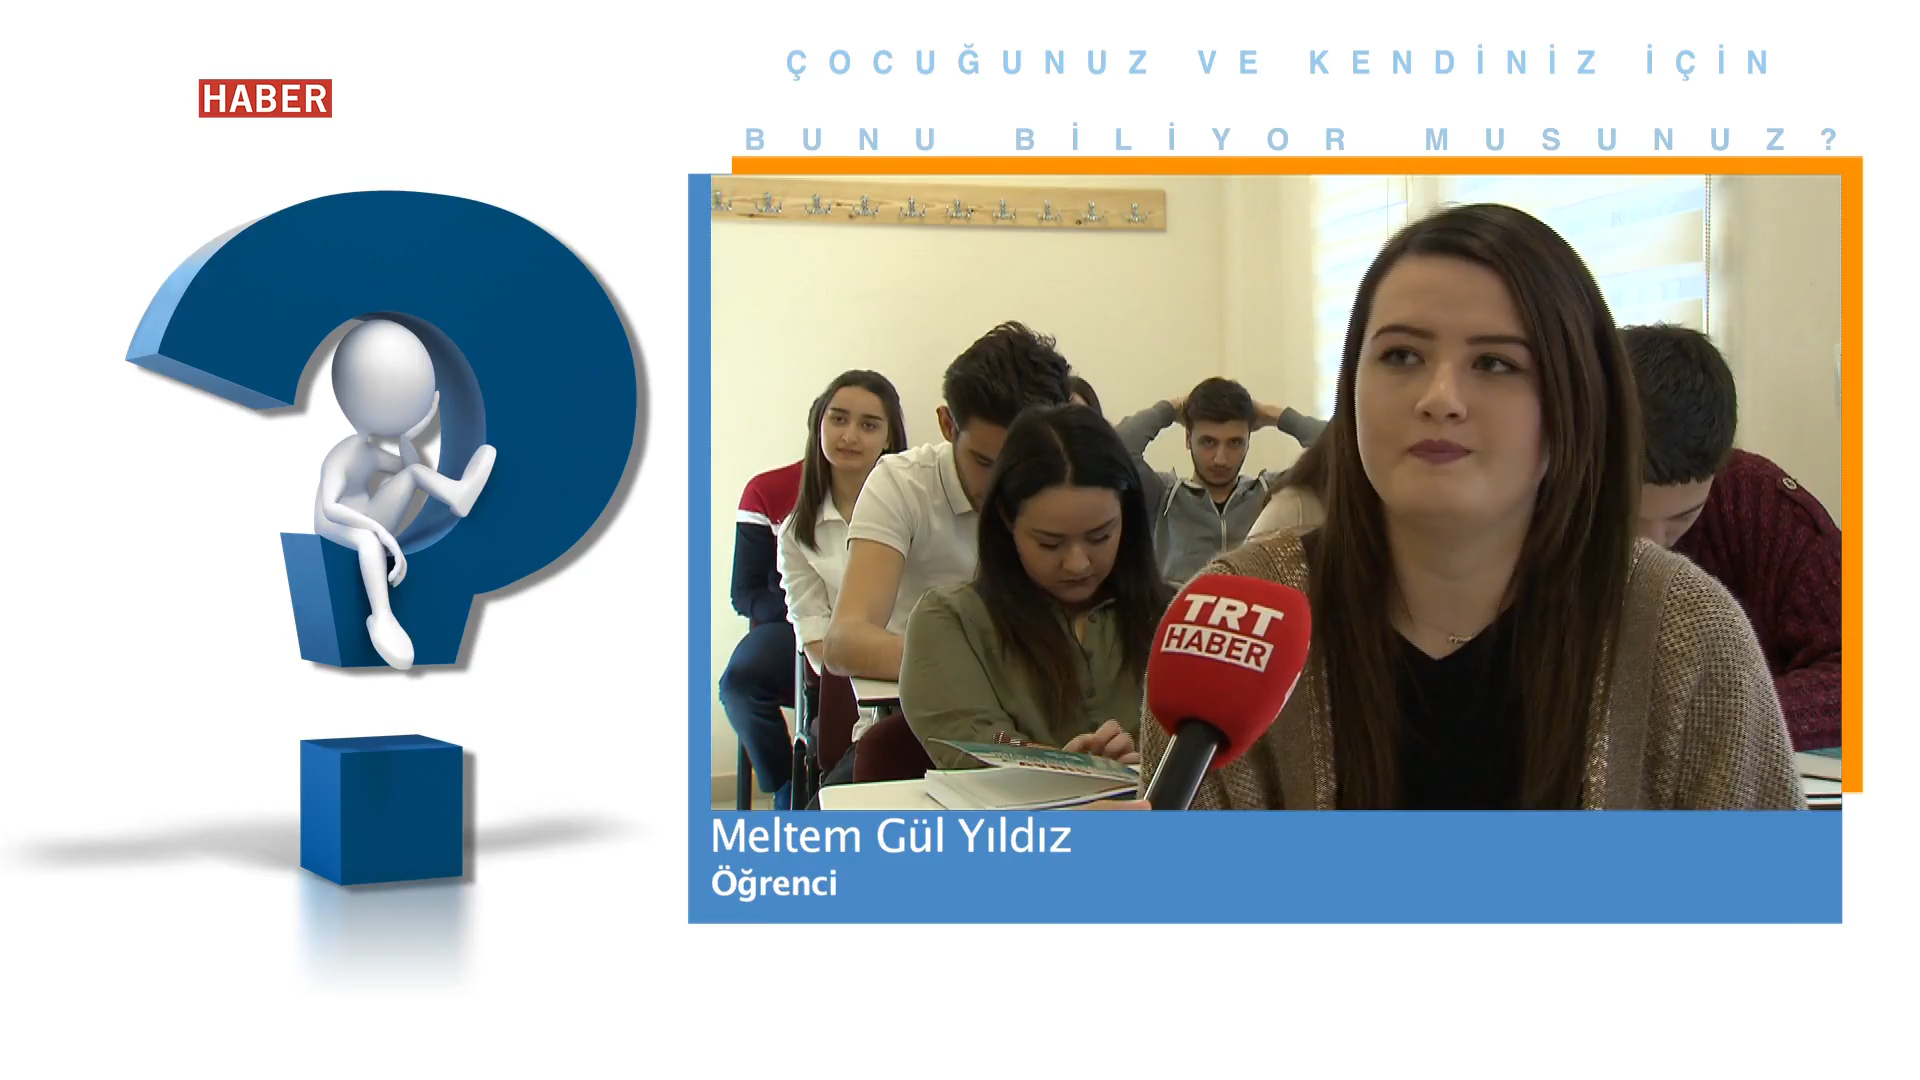 HABER
ÇOCUĞUNUZ VE KENDİNİZ İÇİN
BUNU BİLİYOR MUSUNUZ?
TRT
HABER
Meltem Gül Yıldız
Öğrenci